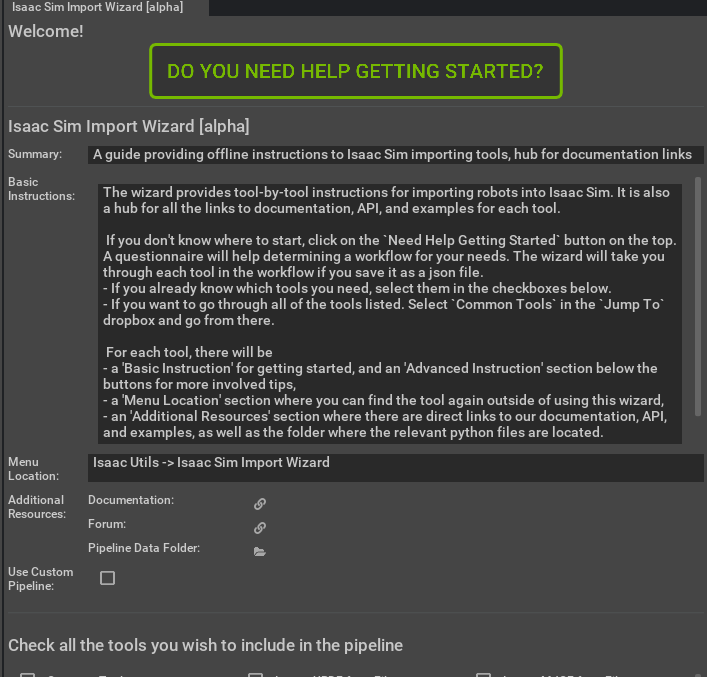 Isaac Sim Import Wizard [alpha]
Welcome!
DO YOU NEED HELP GETTING STARTED?
Isaac Sim Import Wizard [alpha]
Summary:
A guide providing offline instructions to Isaac Sim importing tools, hub for documentation links
Basic
Instructions:
The wizard provides tool-by-tool instructions for importing robots into Isaac Sim. It is also
a hub for all the links to documentation, API, and examples for each tool.
If you don't know where to start, click on the `Need Help Getting Started` button on the top.
A questionnaire will help determining a workflow for your needs. The wizard will take you
through each tool in the workflow if you save it as a json file.
- If you already know which tools you need, select them in the checkboxes below.
- If you want to go through all of the tools listed. Select `Common Tools` in the `Jump To`
dropbox and go from there.
For each tool, there will be
- a 'Basic Instruction' for getting started, and an 'Advanced Instruction' section below the
buttons for more involved tips,
- a 'Menu Location' section where you can find the tool again outside of using this wizard,
- an 'Additional Resources' section where there are direct links to our documentation, API,
and examples, as well as the folder where the relevant python files are located.
Menu
Location:
Isaac Utils -> Isaac Sim Import Wizard
Additional
Resources:
Documentation:
Forum:
Pipeline Data Folder:
Use Custom
Pipeline:
Check all the tools you wish to include in the pipeline